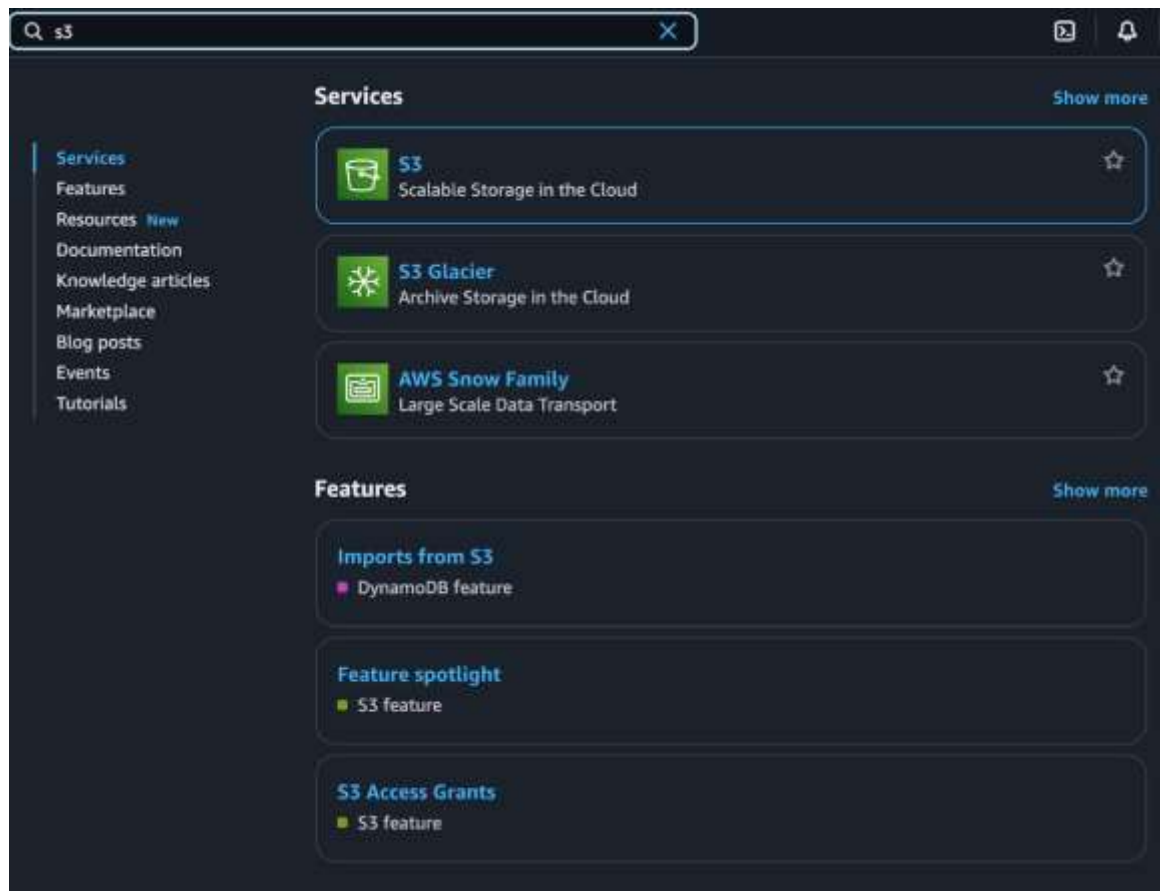 s3
Services
Show more
Services
Features
Resources New
Documentation
Knowledge articles
Marketplace
Blog posts
Events
Tutorials
S3
Scalable Storage in the Cloud
S3 Glacier
Archive Storage in the Cloud
AWS Snow Family
Large Scale Data Transport
Features
Show more
Imports from S3
DynamoDB feature
Feature spotlight
S3 feature
S3 Access Grants
S3 feature